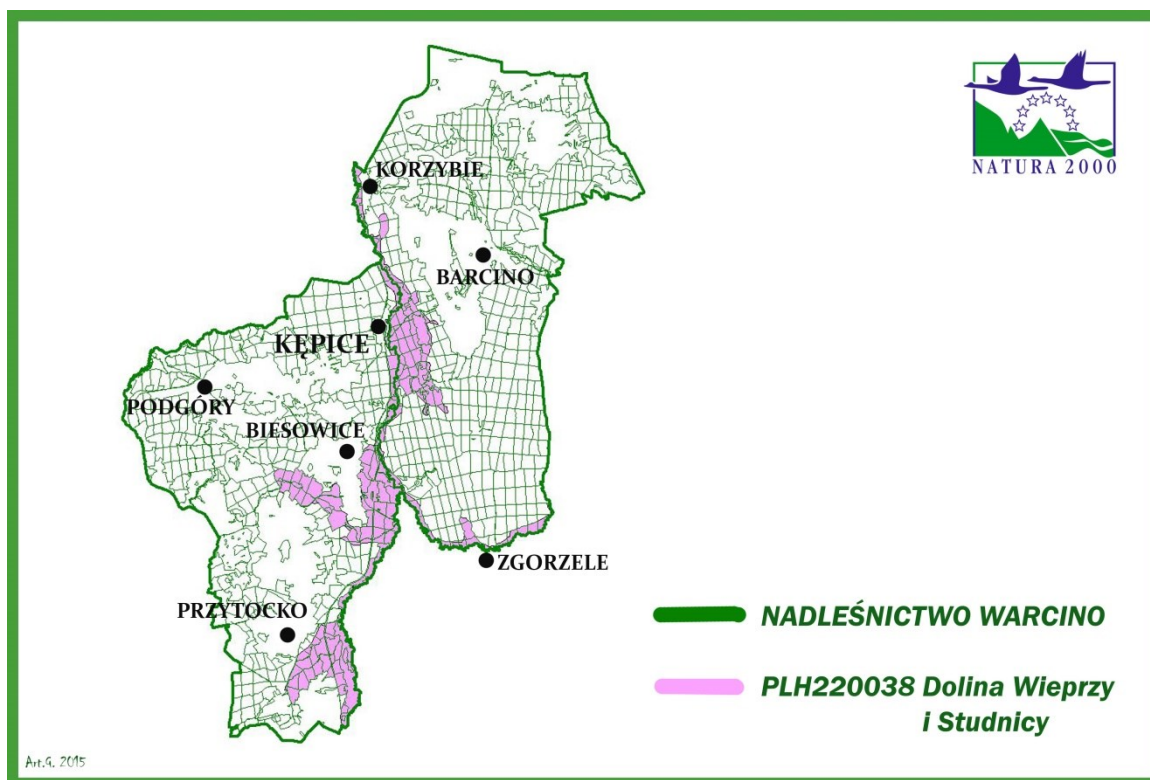 NATURA 2000
KORZYBIE
BARCINO
KĘPICE
PODGÓRY
BIESOWICE
ZGORZELE
PRZYTOCKO
NADLEŚNICTWO WARCINO
PLH220038 Dolina Wieprzy
i Studnicy
Art.G. 2015